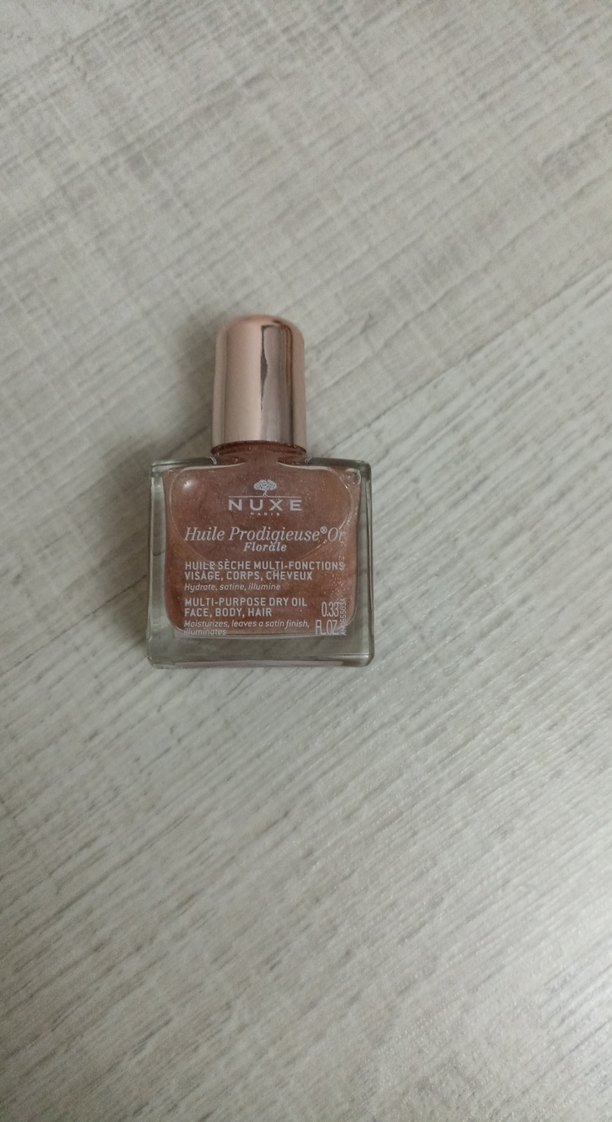 NUXE
PARIS
Huile Prodigieuse® Or
Florale
HUILE SÈCHE MULTI-FONCTIONS
VISAGE, CORPS, CHEVEUX
Hydrate, satine, illumine
MULTI-PURPOSE DRY OIL
FACE, BODY, HAIR
Moisturizes, leaves a satin finish,
illuminates
0.33
FL.OZ.